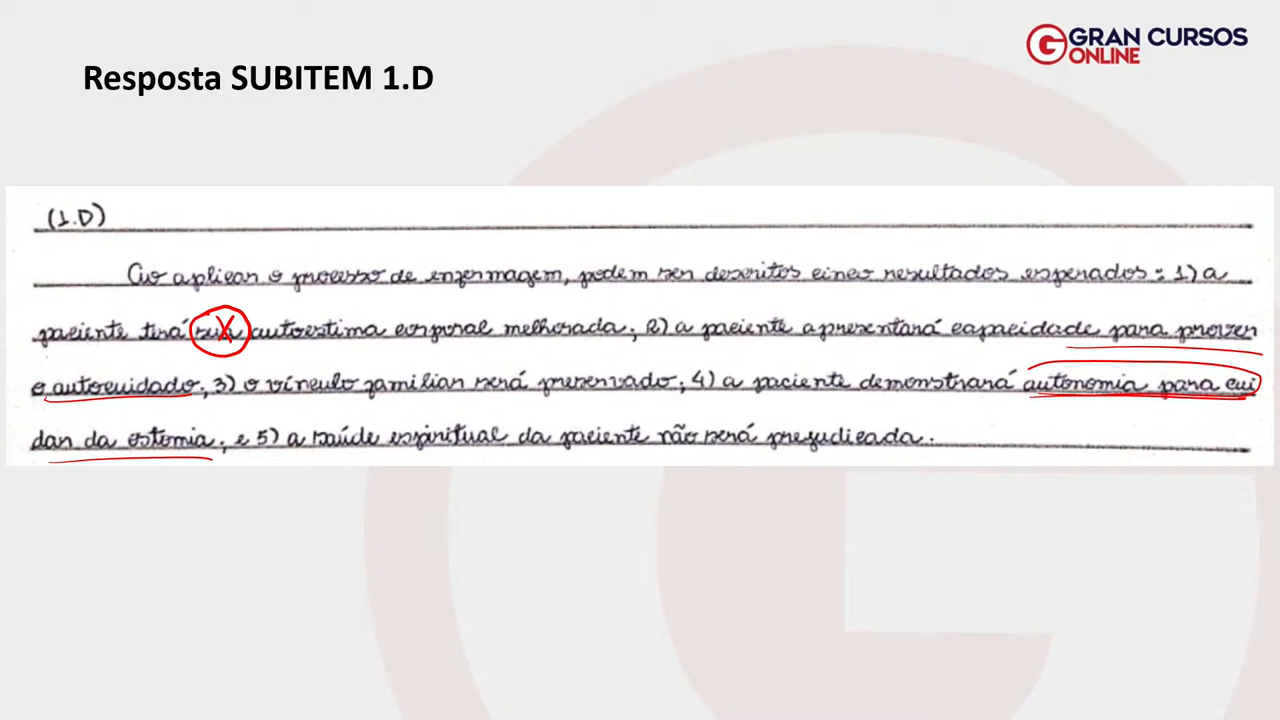 GRAN CURSOS
ONLINE
Resposta SUBITEM 1.D
(1.D)
Ao aplicar o processo de enfermagem, podem ser descritos cinco resultados esperados: 1) a
paciente terá sua autoestima corporal melhorada; 2) a paciente apresentará capacidade para prover
o autocuidado; 3) o vínculo familiar será preservado; 4) a paciente demonstrará autonomia para cui
dar da estomia; e 5) a saúde espiritual da paciente não será prejudicada.